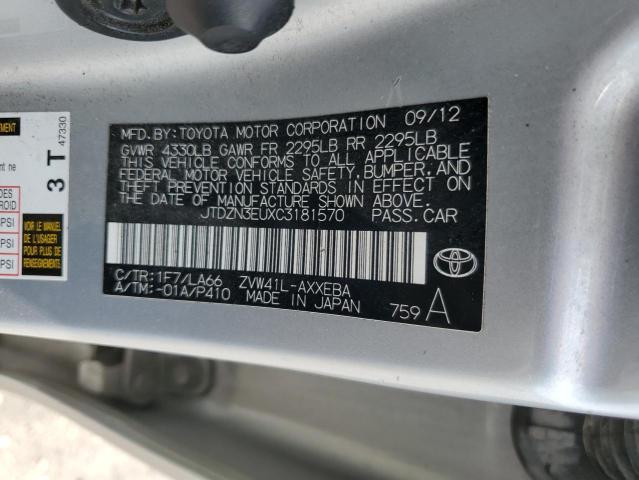 MFD.BY:TOYOTA MOTOR CORPORATION 09/12
GVWR 4330LB GAWR FR 2295LB RR 2295LB
THIS VEHICLE CONFORMS TO ALL APPLICABLE
FEDERAL MOTOR VEHICLE SAFETY,BUMPER,AND
THEFT PREVENTION STANDARDS IN EFFECT ON
THE DATE OF MANUFACTURE SHOWN ABOVE.
JTDZN3EUXC3181570 PASS.CAR
C/TR:1F7/LA66 ZVW41L-AXXEBA
A/TM:-01A/P410 MADE IN JAPAN
759 A
3 T
47330
VOIR LE MANUEL
DE L'USAGER
POUR PLUS DE
RENSEIGNEMENTS
PSI
PSI
PSI